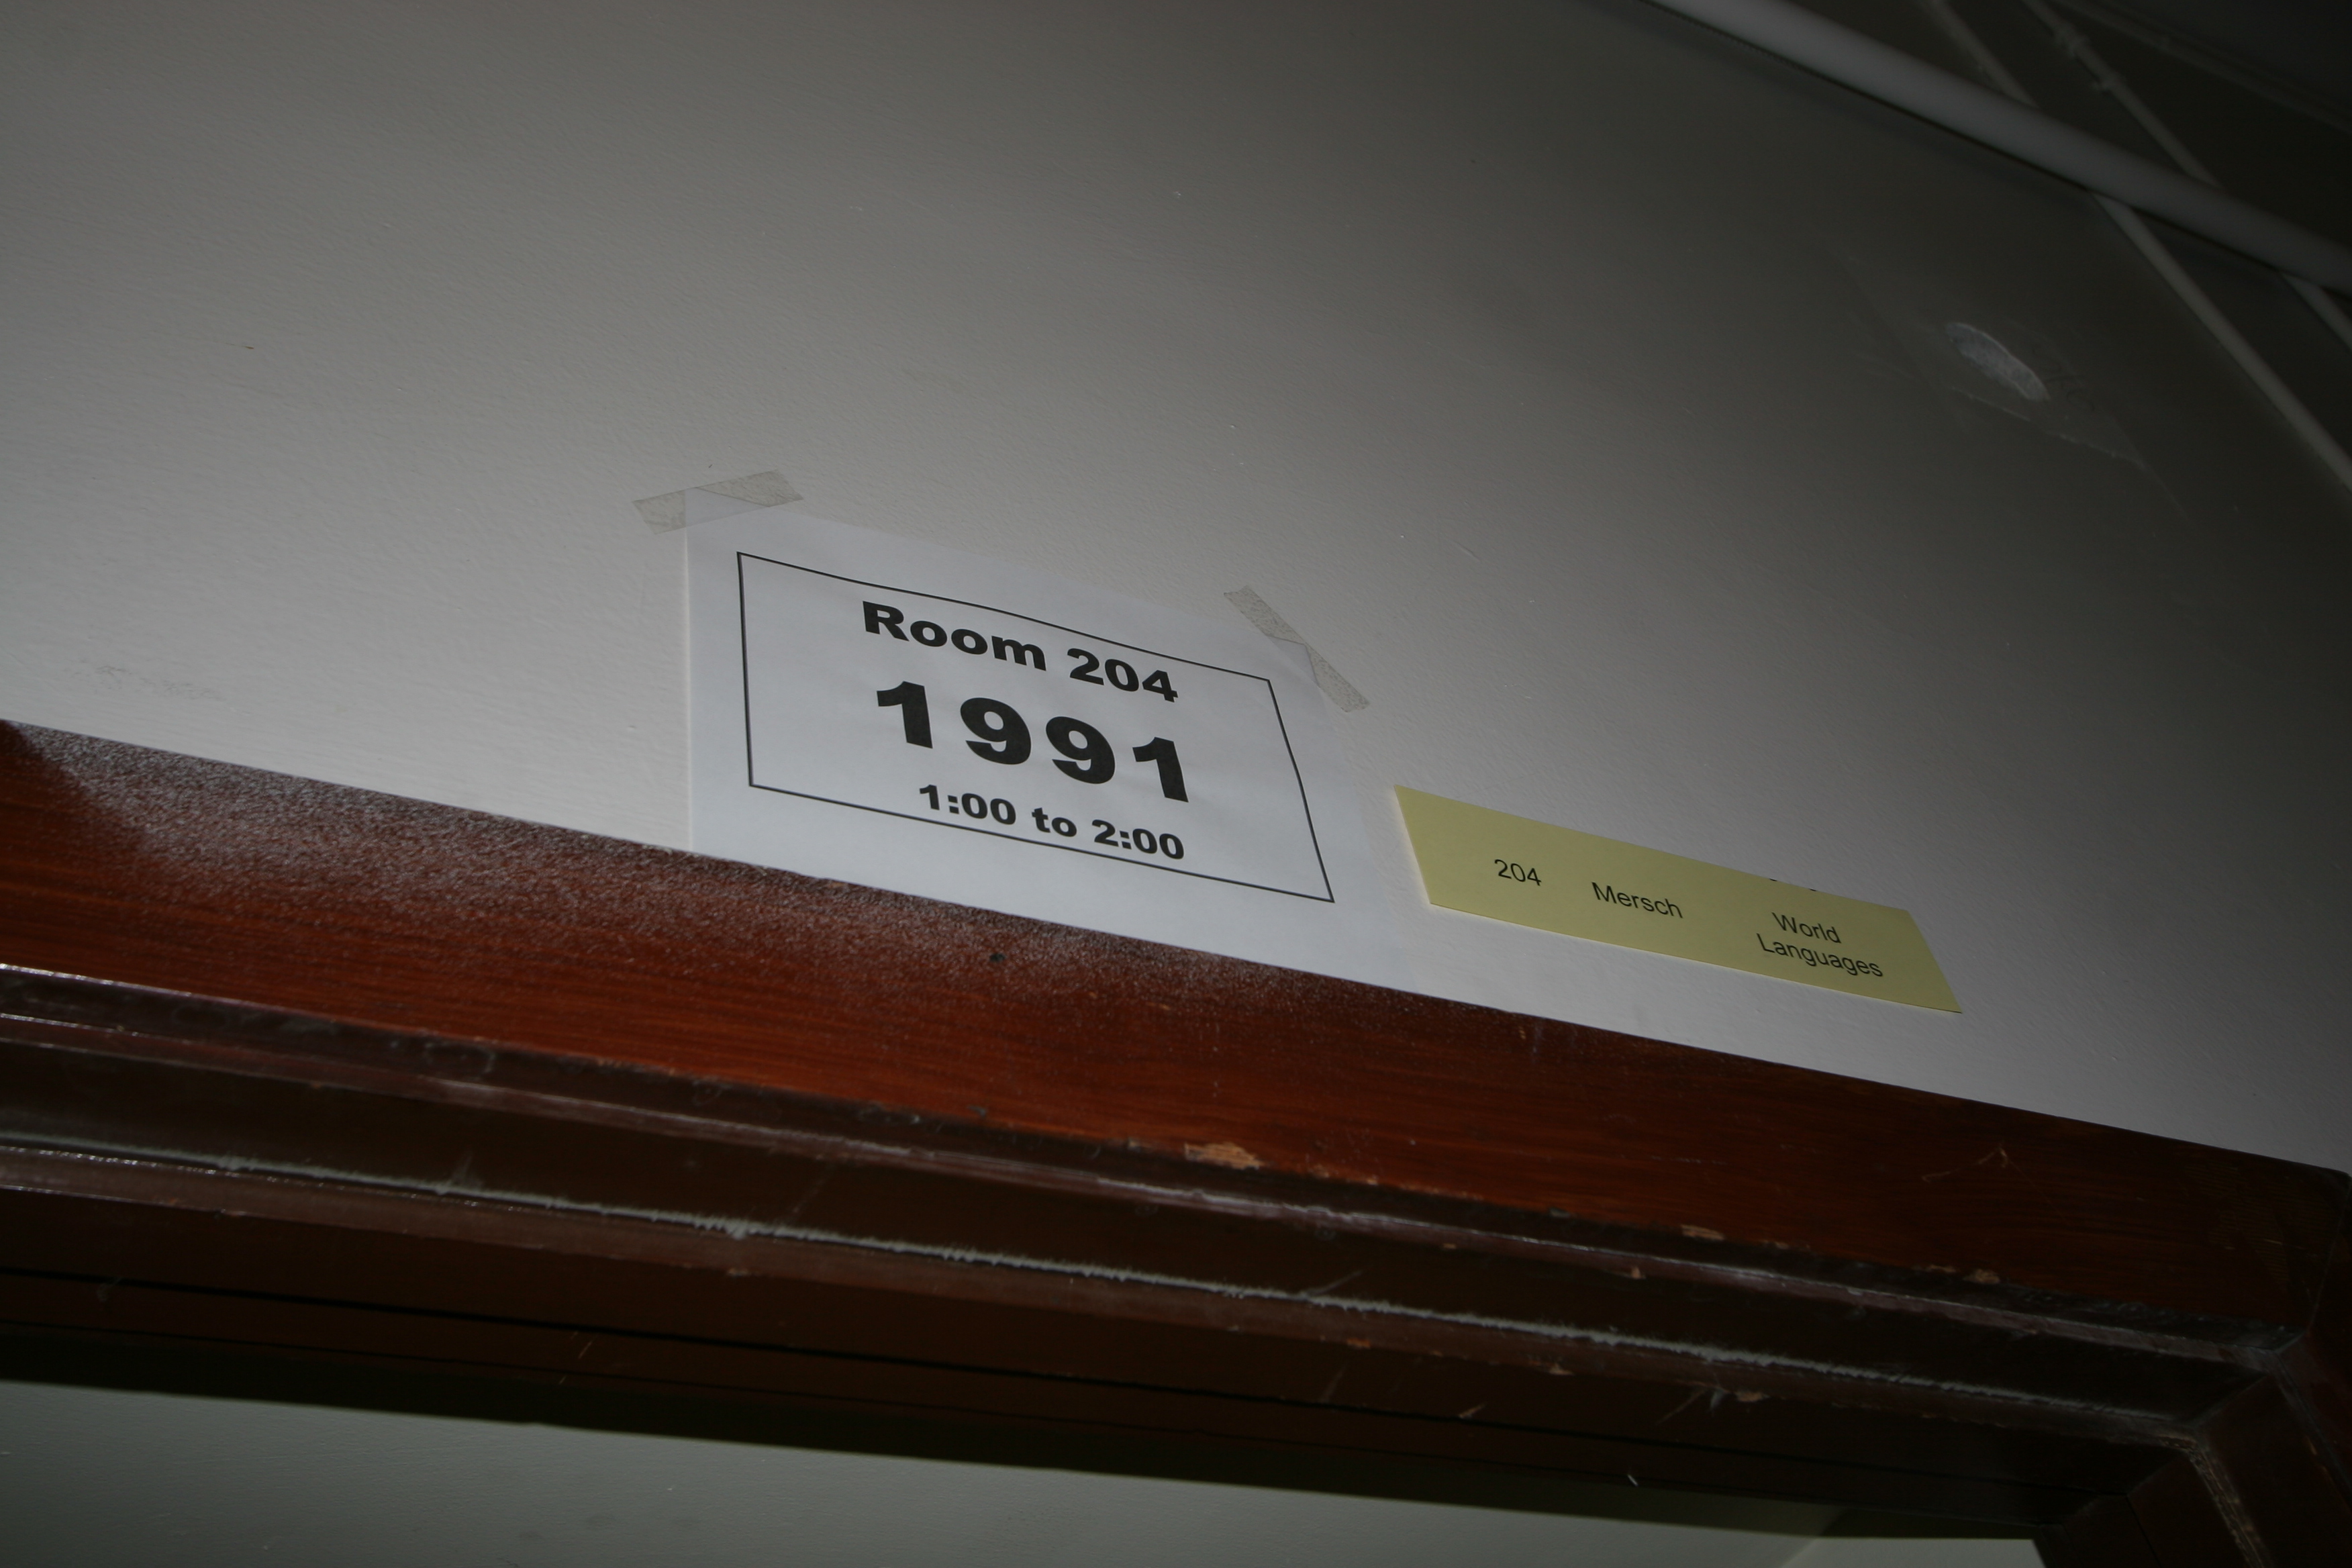 Room 204
1991
1:00 to 2:00
204 Mersch World
Languages